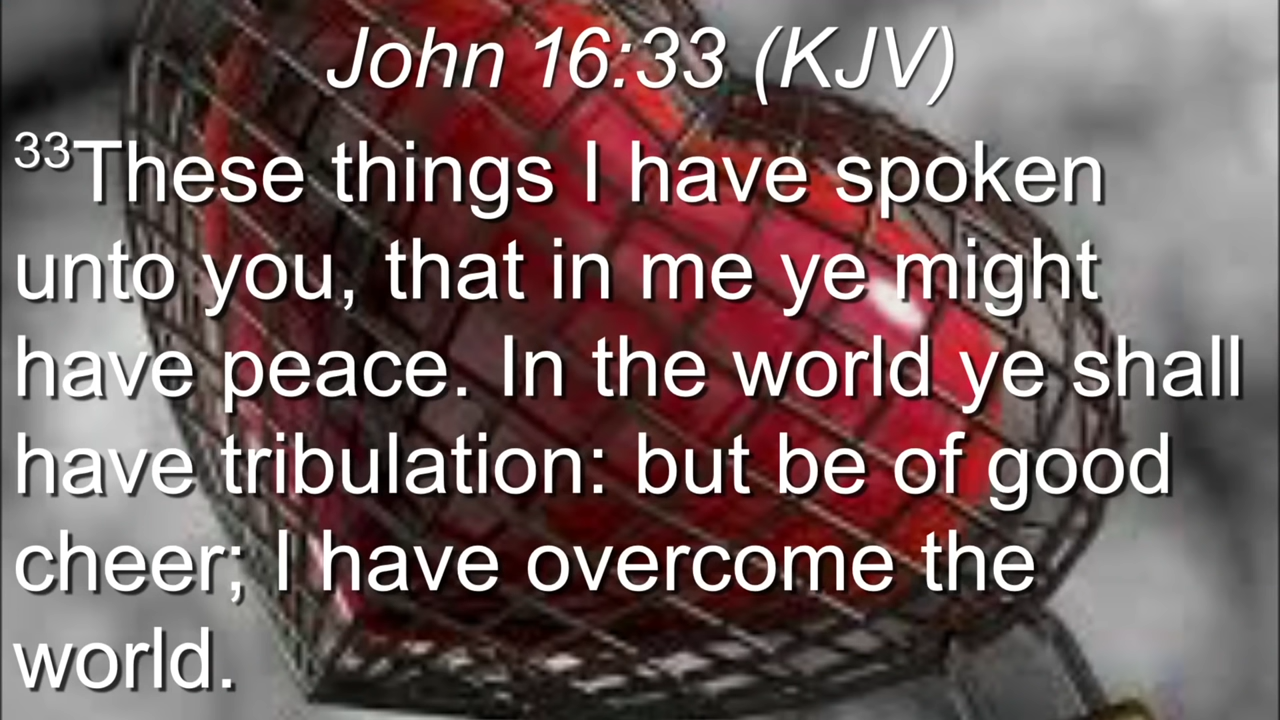 John 16:33 (KJV)
33These things I have spoken
unto you, that in me ye might
have peace. In the world ye shall
have tribulation: but be of good
cheer; I have overcome the
world.